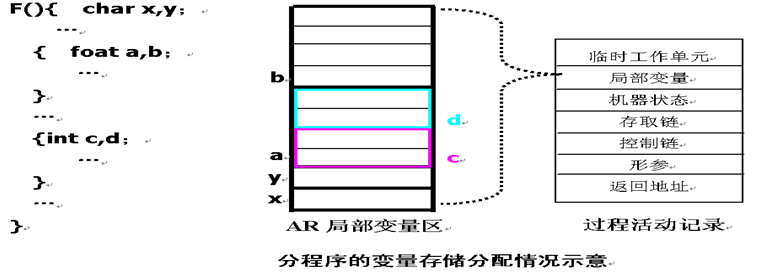 F(){ char x,y;
...
{ foat a,b;
...
}
...
{int c,d;
...
}
...
}
b
d
a
c
y
x
AR 局部变量区
临时工作单元
局部变量
机器状态
存取链
控制链
形参
返回地址
过程活动记录
分程序的变量存储分配情况示意